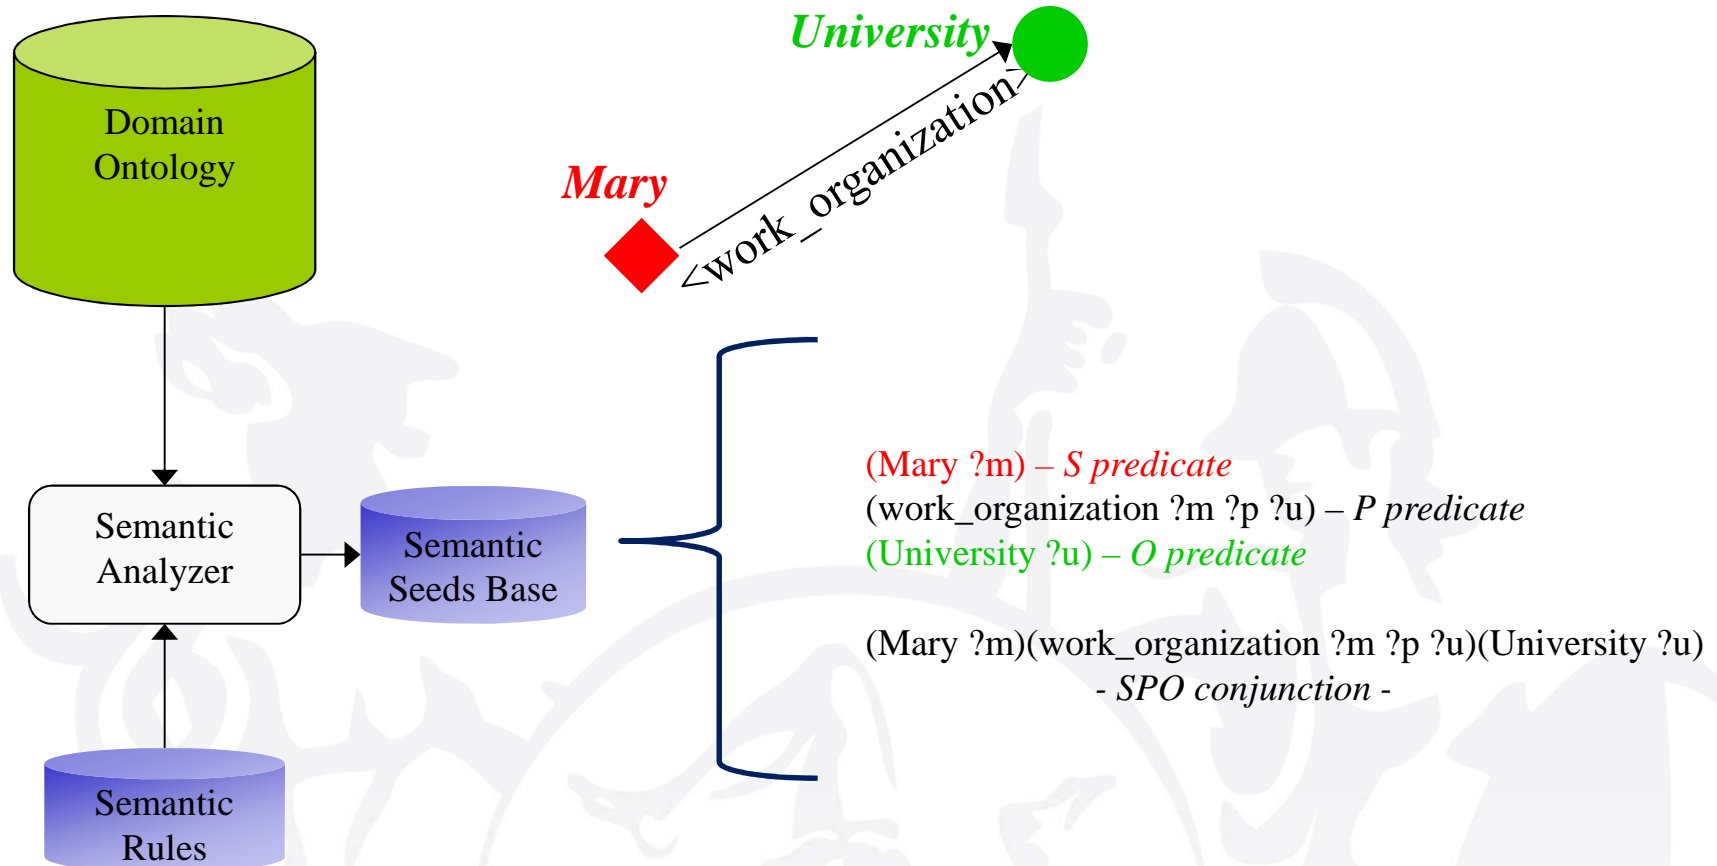 University
Mary
<work_organization>
Domain
Ontology
Semantic
Analyzer
Semantic
Seeds Base
Semantic
Rules
(Mary ?m) – S predicate
(work_organization ?m ?p ?u) – P predicate
(University ?u) – O predicate
(Mary ?m)(work_organization ?m ?p ?u)(University ?u)
- SPO conjunction -